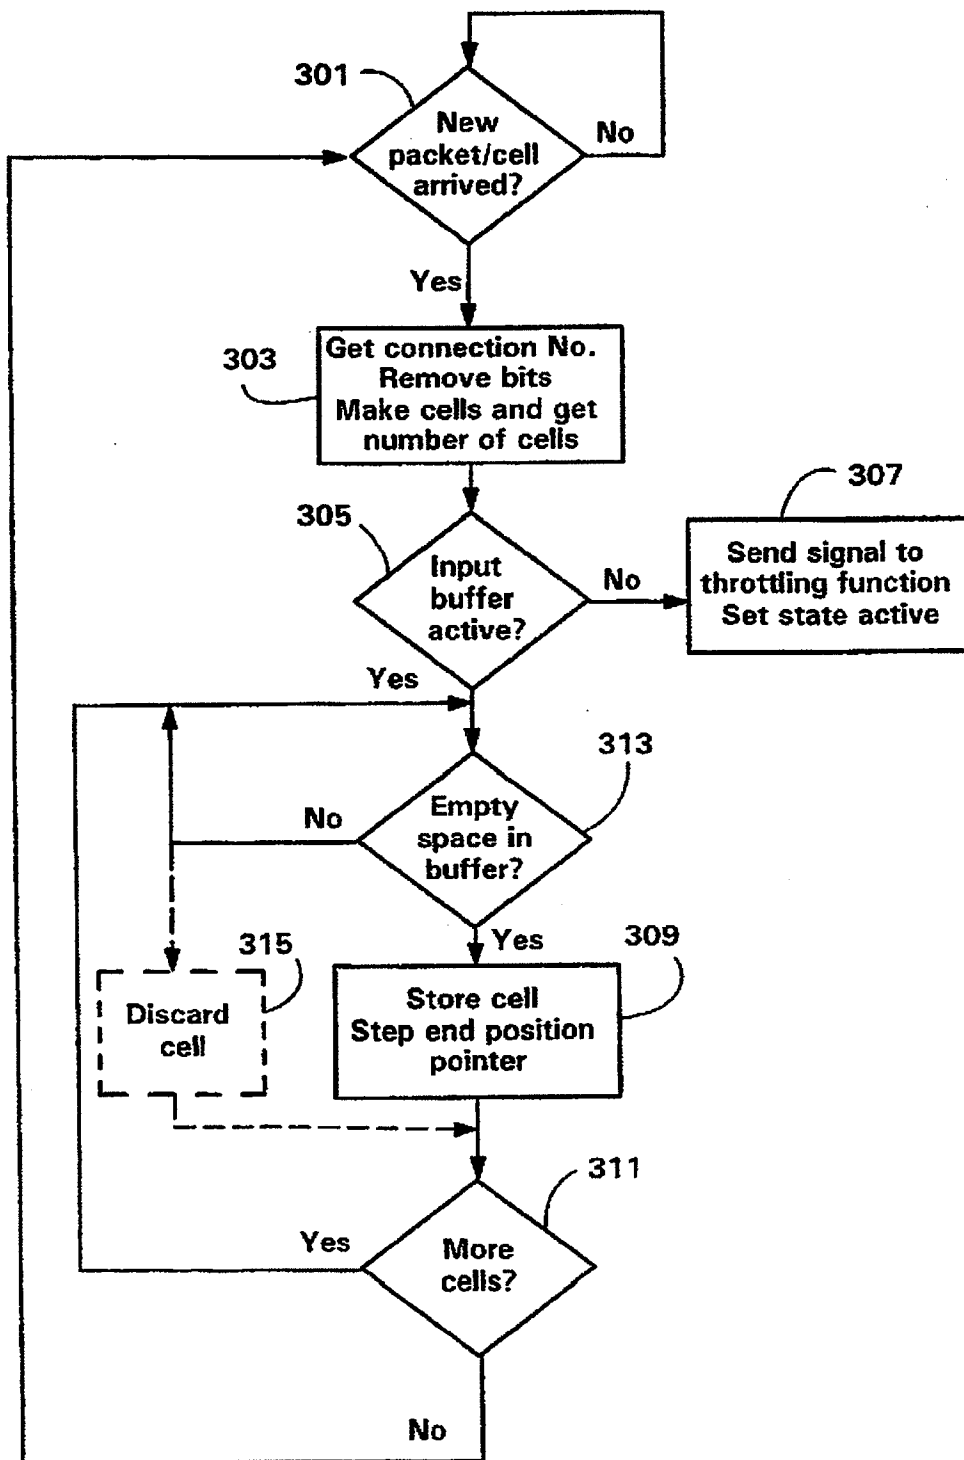 301
New
packet/cell
arrived?
No
Yes
303
Get connection No.
Remove bits
Make cells and get
number of cells
305
Input
buffer
active?
No
307
Send signal to
throttling function
Set state active
Yes
313
Empty
space in
buffer?
No
Yes
315
Discard
cell
309
Store cell
Step end position
pointer
311
More
cells?
Yes
No